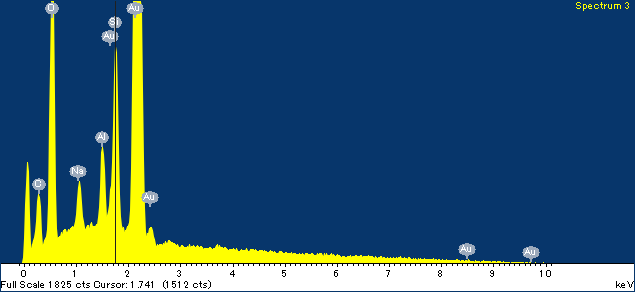 Spectrum 3
O
Au
Si
Au
Al
Na
C
Au
Au
Au
0 1 2 3 4 5 6 7 8 9 10
Full Scale 1825 cts Cursor: 1.741 (1512 cts) keV